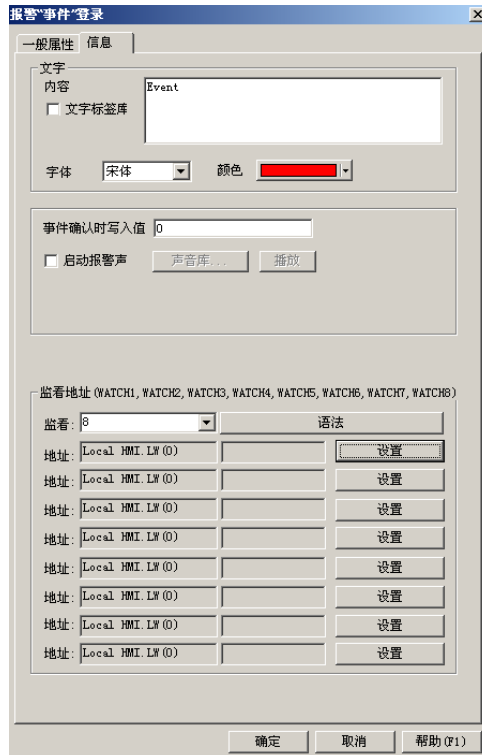 报警“事件”登录
一般属性 信息
文字
内容 Event
文字标签库
字体 宋体 颜色
事件确认时写入值 0
启动报警声 声音库... 播放
监看地址(WATCH1, WATCH2, WATCH3, WATCH4, WATCH5, WATCH6, WATCH7, WATCH8)
监看: 8 语法
地址: Local HMI.LW(0) 设置
地址: Local HMI.LW(0) 设置
地址: Local HMI.LW(0) 设置
地址: Local HMI.LW(0) 设置
地址: Local HMI.LW(0) 设置
地址: Local HMI.LW(0) 设置
地址: Local HMI.LW(0) 设置
地址: Local HMI.LW(0) 设置
确定 取消 帮助(F1)